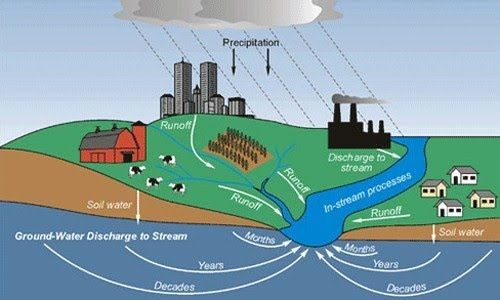 Precipitation
Runoff
Discharge to
stream
Runoff
In-stream processes
Runoff
Runoff
Soil water
Soil water
Ground-Water Discharge to Stream
Months
Months
Years
Years
Decades
Decades